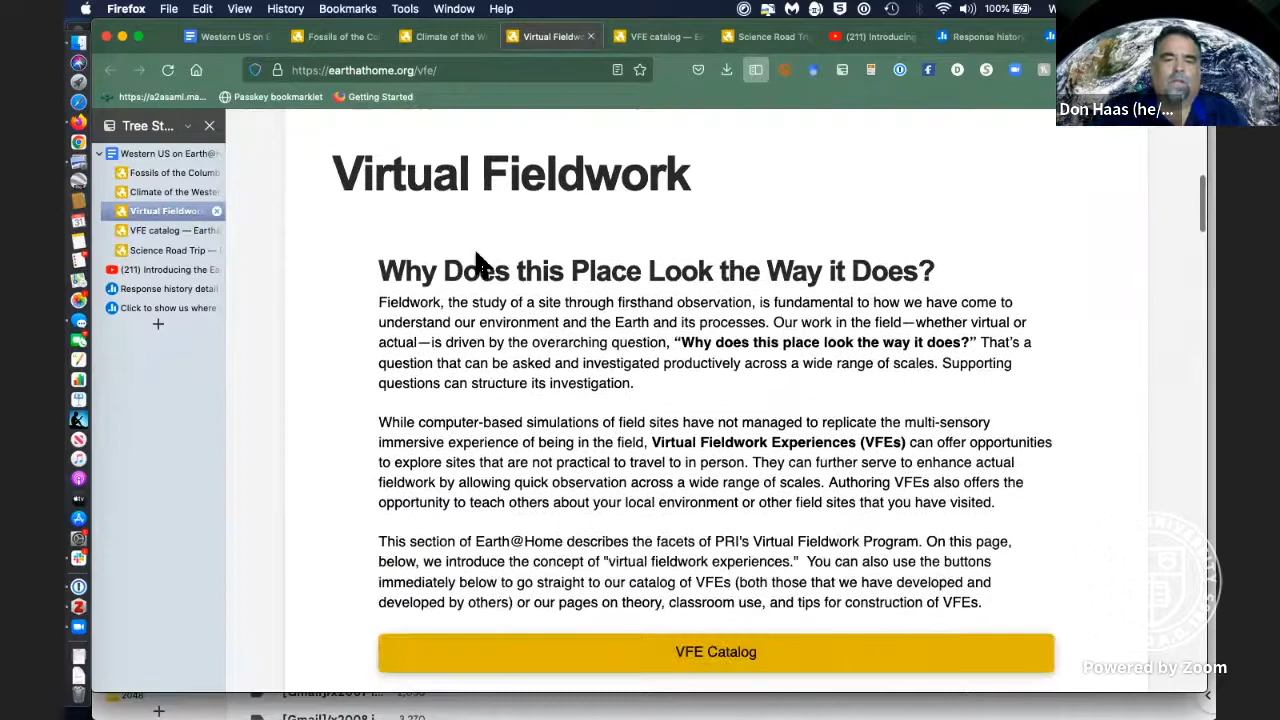 Firefox File Edit View History Bookmarks Tools Window Help
100%
Western US on E
Fossils of the Co
Climate of the W
Virtual Fieldw
VFE catalog — E
Science Road Trip
(211) Introducing
Response history
https://earthathome.org/vfe/
https://a2asaml.ma...
Passkey bookmarklet
Getting Started
Don Haas (he/...
Tree St...
Western US on Earth@H
Fossils of the Columb
Climate of the Weste
Virtual Fieldwor
VFE catalog — Earth
Science Road Trip —
(211) Introducing the Ea
Response history detail
Click to show us where
Virtual Fieldwork
Why Does this Place Look the Way it Does?
Fieldwork, the study of a site through firsthand observation, is fundamental to how we have come to
understand our environment and the Earth and its processes. Our work in the field—whether virtual or
actual—is driven by the overarching question, “Why does this place look the way it does?” That’s a
question that can be asked and investigated productively across a wide range of scales. Supporting
questions can structure its investigation.
While computer-based simulations of field sites have not managed to replicate the multi-sensory
immersive experience of being in the field, Virtual Fieldwork Experiences (VFEs) can offer opportunities
to explore sites that are not practical to travel to in person. They can further serve to enhance actual
fieldwork by allowing quick observation across a wide range of scales. Authoring VFEs also offers the
opportunity to teach others about your local environment or other field sites that you have visited.
This section of Earth@Home describes the facets of PRI's Virtual Fieldwork Program. On this page,
below, we introduce the concept of "virtual fieldwork experiences."  You can also use the buttons
immediately below to go straight to our catalog of VFEs (both those that we have developed and
developed by others) or our pages on theory, classroom use, and tips for construction of VFEs.
VFE Catalog
Powered by Zoom
2048
[Gmail]/x2008
3,270